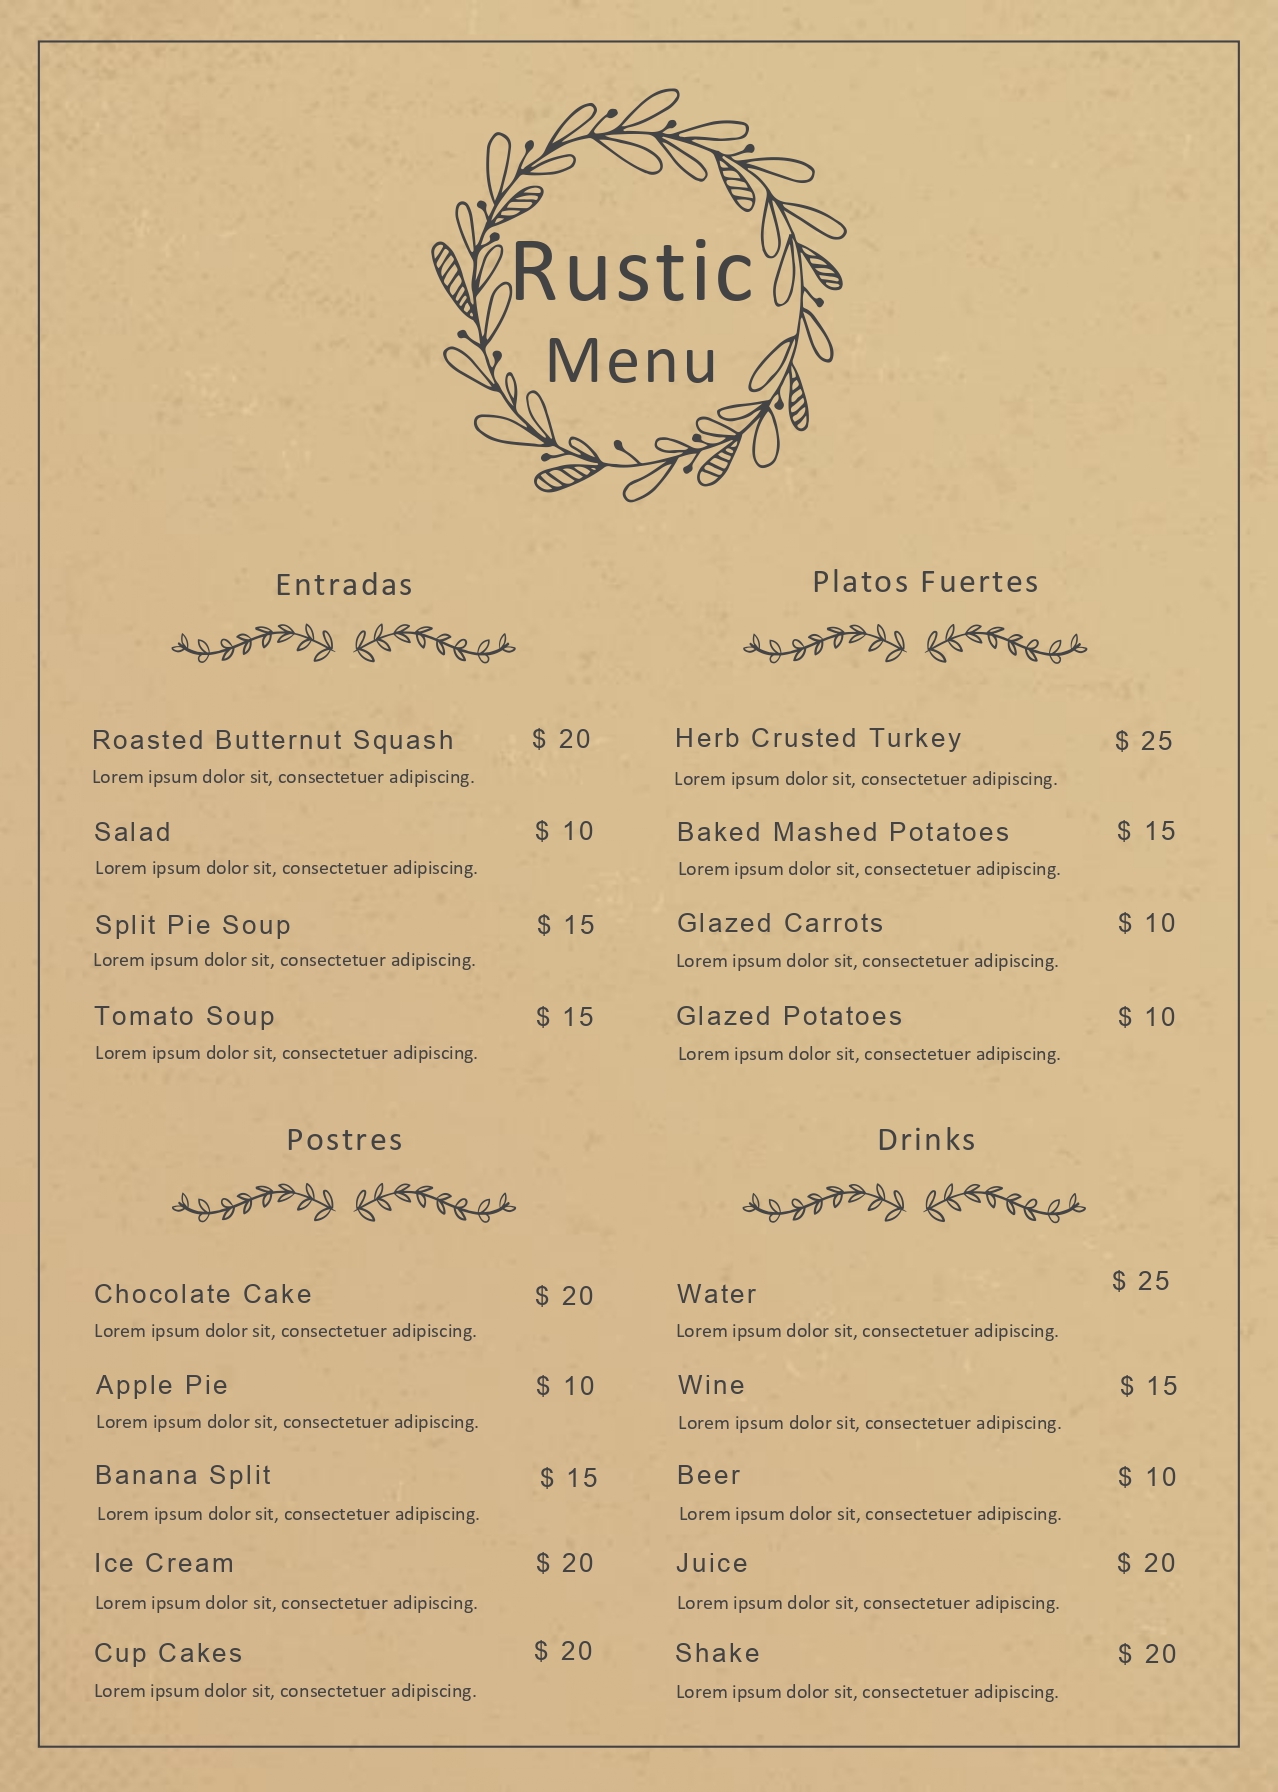 Rustic
Menu
Entradas
Roasted Butternut Squash $ 20
Lorem ipsum dolor sit, consectetuer adipiscing.
Salad $ 10
Lorem ipsum dolor sit, consectetuer adipiscing.
Split Pie Soup $ 15
Lorem ipsum dolor sit, consectetuer adipiscing.
Tomato Soup $ 15
Lorem ipsum dolor sit, consectetuer adipiscing.
Platos Fuertes
Herb Crusted Turkey $ 25
Lorem ipsum dolor sit, consectetuer adipiscing.
Baked Mashed Potatoes $ 15
Lorem ipsum dolor sit, consectetuer adipiscing.
Glazed Carrots $ 10
Lorem ipsum dolor sit, consectetuer adipiscing.
Glazed Potatoes $ 10
Lorem ipsum dolor sit, consectetuer adipiscing.
Postres
Chocolate Cake $ 20
Lorem ipsum dolor sit, consectetuer adipiscing.
Apple Pie $ 10
Lorem ipsum dolor sit, consectetuer adipiscing.
Banana Split $ 15
Lorem ipsum dolor sit, consectetuer adipiscing.
Ice Cream $ 20
Lorem ipsum dolor sit, consectetuer adipiscing.
Cup Cakes $ 20
Lorem ipsum dolor sit, consectetuer adipiscing.
Drinks
Water $ 25
Lorem ipsum dolor sit, consectetuer adipiscing.
Wine $ 15
Lorem ipsum dolor sit, consectetuer adipiscing.
Beer $ 10
Lorem ipsum dolor sit, consectetuer adipiscing.
Juice $ 20
Lorem ipsum dolor sit, consectetuer adipiscing.
Shake $ 20
Lorem ipsum dolor sit, consectetuer adipiscing.